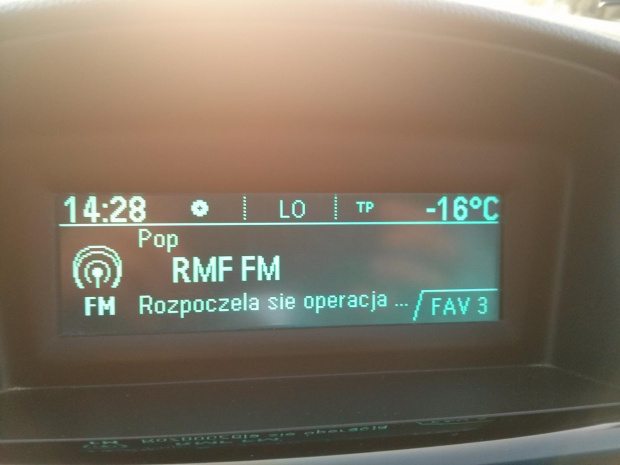 14:28 LO TP -16°C
Pop
RMF FM
FM Rozpoczela sie operacja ... FAV 3